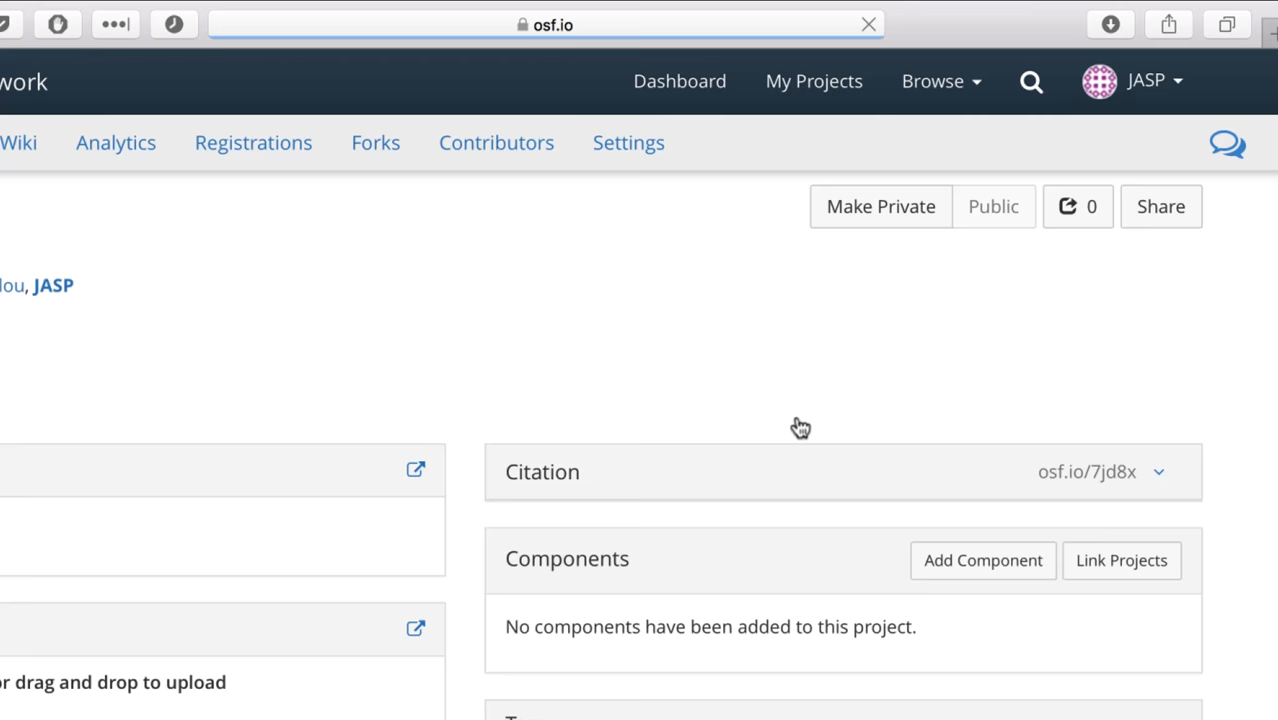 osf.io
work Dashboard My Projects Browse JASP
Wiki Analytics Registrations Forks Contributors Settings
Make Private Public 0 Share
lou, JASP
Citation osf.io/7jd8x
Components Add Component Link Projects
No components have been added to this project.
or drag and drop to upload